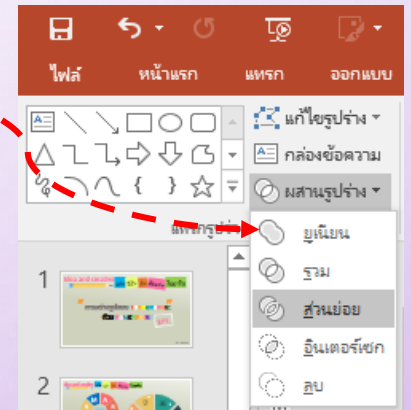 ไฟล์ หน้าแรก แทรก ออกแบบ
แก้ไขรูปร่าง
กล่องข้อความ
ผสานรูปร่าง
แทรกรูปร่าง
ยูเนียน
รวม
ส่วนย่อย
อินเตอร์เซก
ลบ
1
2